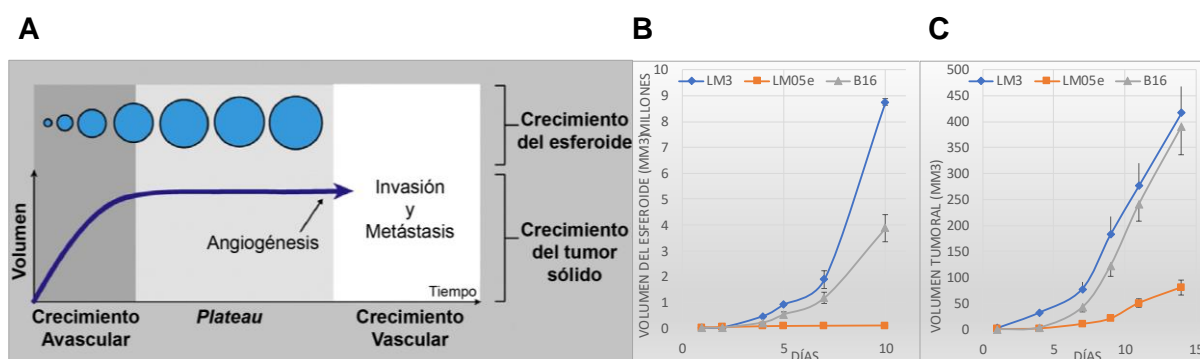 A
B
C
Volumen
Angiogénesis
Invasión
y
Metástasis
Tiempo
Crecimiento
Avascular
Plateau
Crecimiento
Vascular
Crecimiento
del esferoide
Crecimiento
del tumor
sólido
LM3
LM05e
B16
VOLUMEN DEL ESFEROIDE (MM3)MILLONES
10
9
8
7
6
5
4
3
2
1
0
0
5
10
DÍAS
LM3
LM05e
B16
VOLUMEN TUMORAL (MM3)
500
450
400
350
300
250
200
150
100
50
0
0
5
10
15
DÍAS